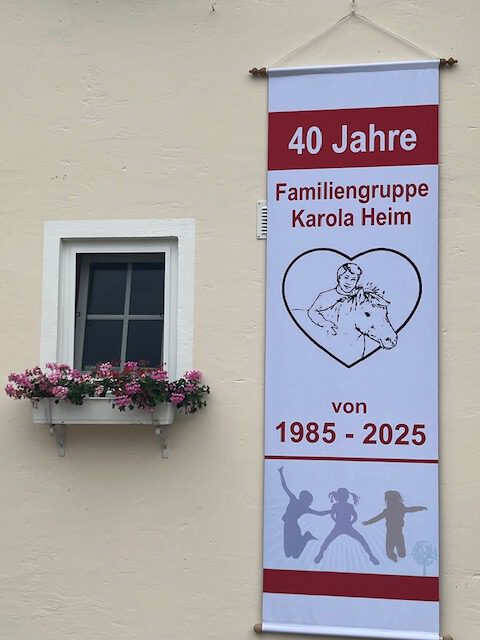 40 Jahre
Familiengruppe
Karola Heim
von
1985 - 2025